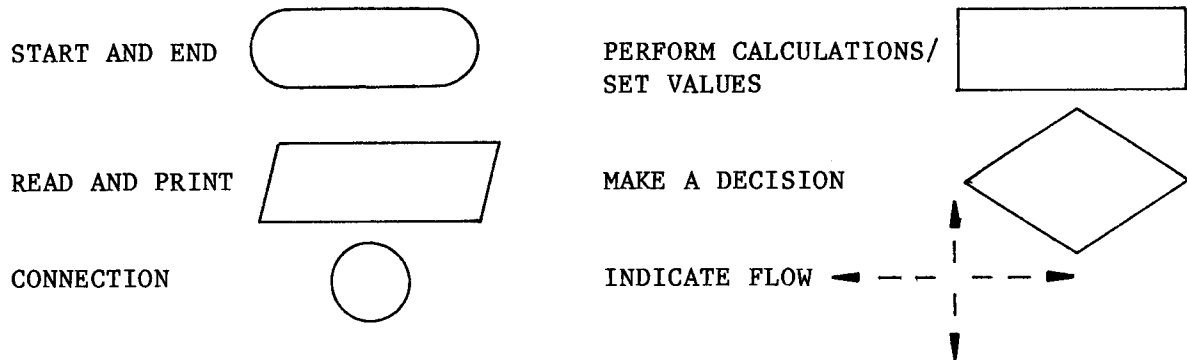 START AND END
PERFORM CALCULATIONS/
SET VALUES
READ AND PRINT
MAKE A DECISION
CONNECTION
INDICATE FLOW